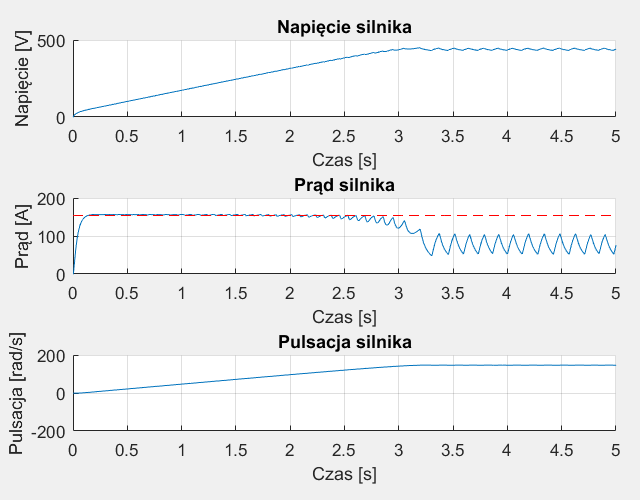 Napięcie silnika
Napięcie [V]
500
0
0 0.5 1 1.5 2 2.5 3 3.5 4 4.5 5
Czas [s]
Prąd silnika
Prąd [A]
200
100
0
0 0.5 1 1.5 2 2.5 3 3.5 4 4.5 5
Czas [s]
Pulsacja silnika
Pulsacja [rad/s]
200
0
-200
0 0.5 1 1.5 2 2.5 3 3.5 4 4.5 5
Czas [s]